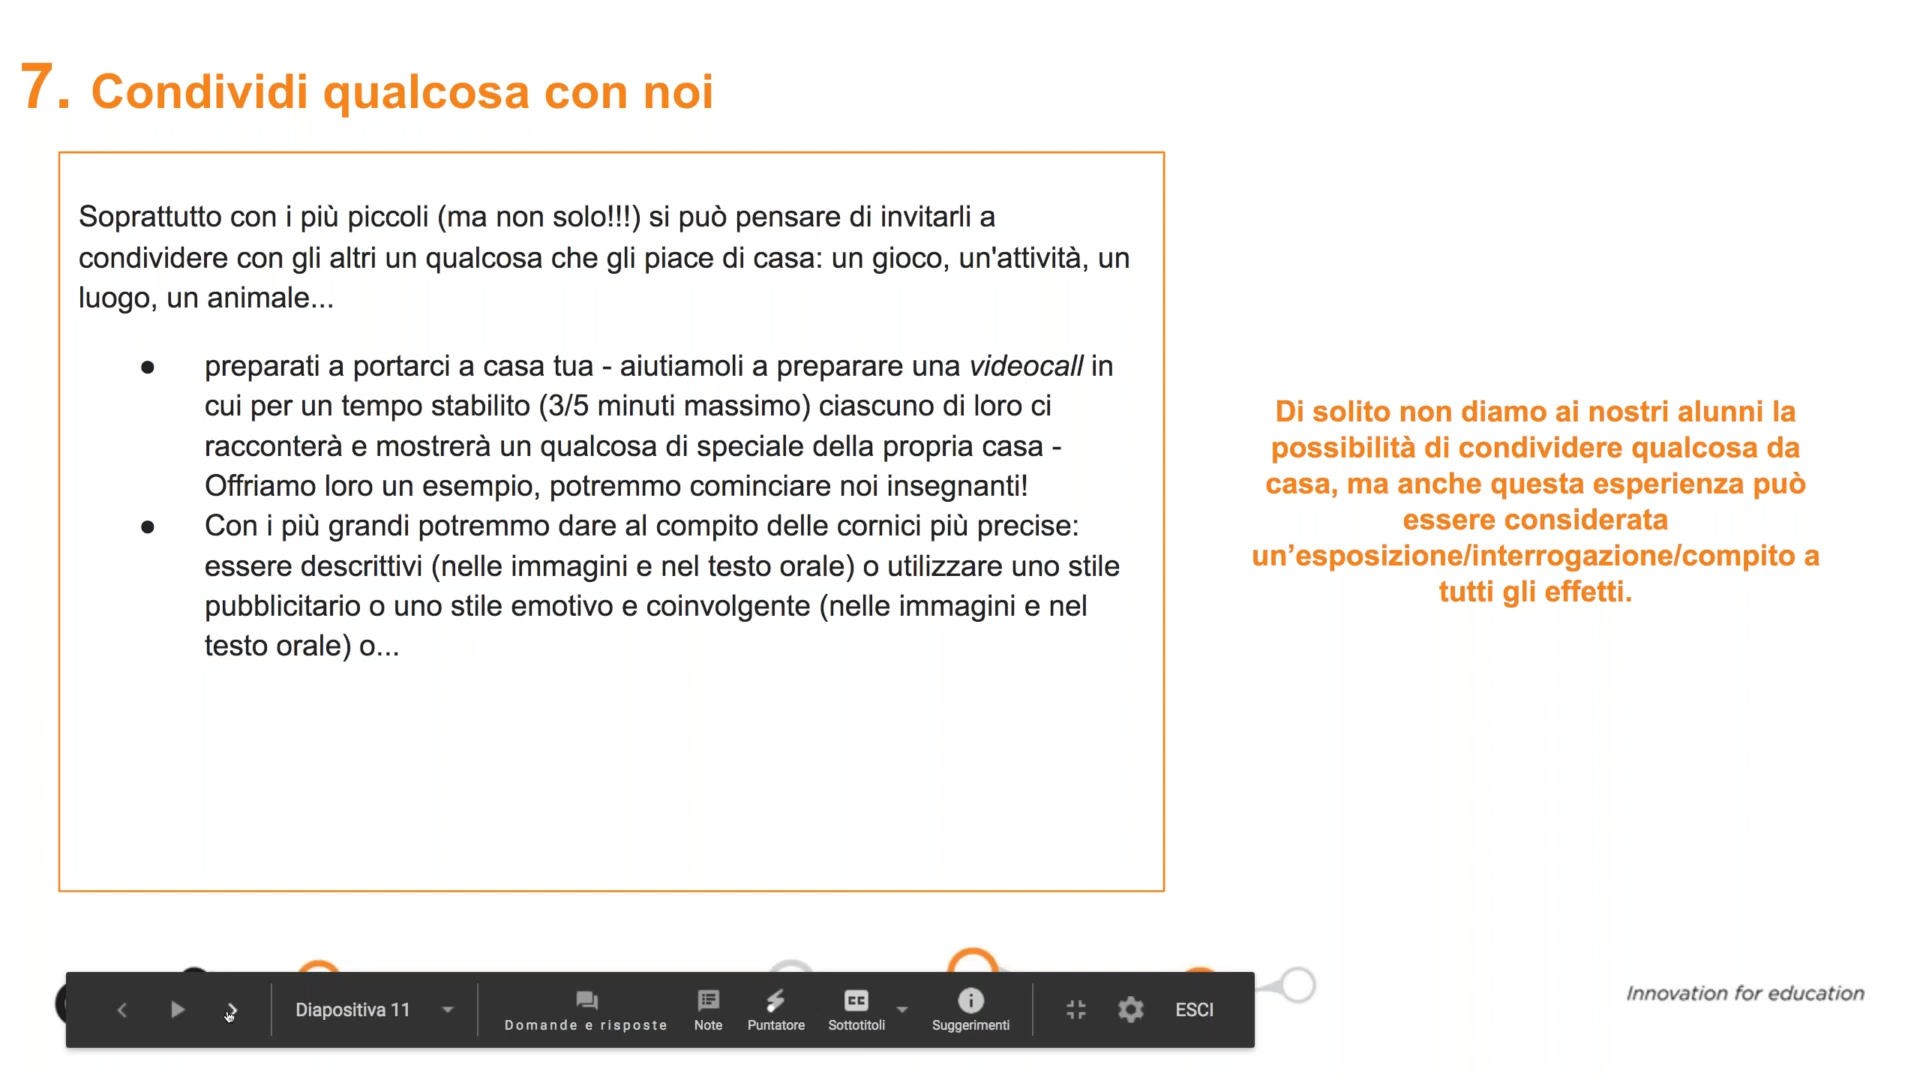 7. Condividi qualcosa con noi
Soprattutto con i più piccoli (ma non solo!!!) si può pensare di invitarli a
condividere con gli altri un qualcosa che gli piace di casa: un gioco, un'attività, un
luogo, un animale...
● preparati a portarci a casa tua - aiutiamoli a preparare una videocall in
cui per un tempo stabilito (3/5 minuti massimo) ciascuno di loro ci
racconterà e mostrerà un qualcosa di speciale della propria casa -
Offriamo loro un esempio, potremmo cominciare noi insegnanti!
● Con i più grandi potremmo dare al compito delle cornici più precise:
essere descrittivi (nelle immagini e nel testo orale) o utilizzare uno stile
pubblicitario o uno stile emotivo e coinvolgente (nelle immagini e nel
testo orale) o...
Di solito non diamo ai nostri alunni la
possibilità di condividere qualcosa da
casa, ma anche questa esperienza può
essere considerata
un’esposizione/interrogazione/compito a
tutti gli effetti.
Diapositiva 11
Domande e risposte
Note
Puntatore
CC
Sottotitoli
Suggerimenti
ESCI
Innovation for education